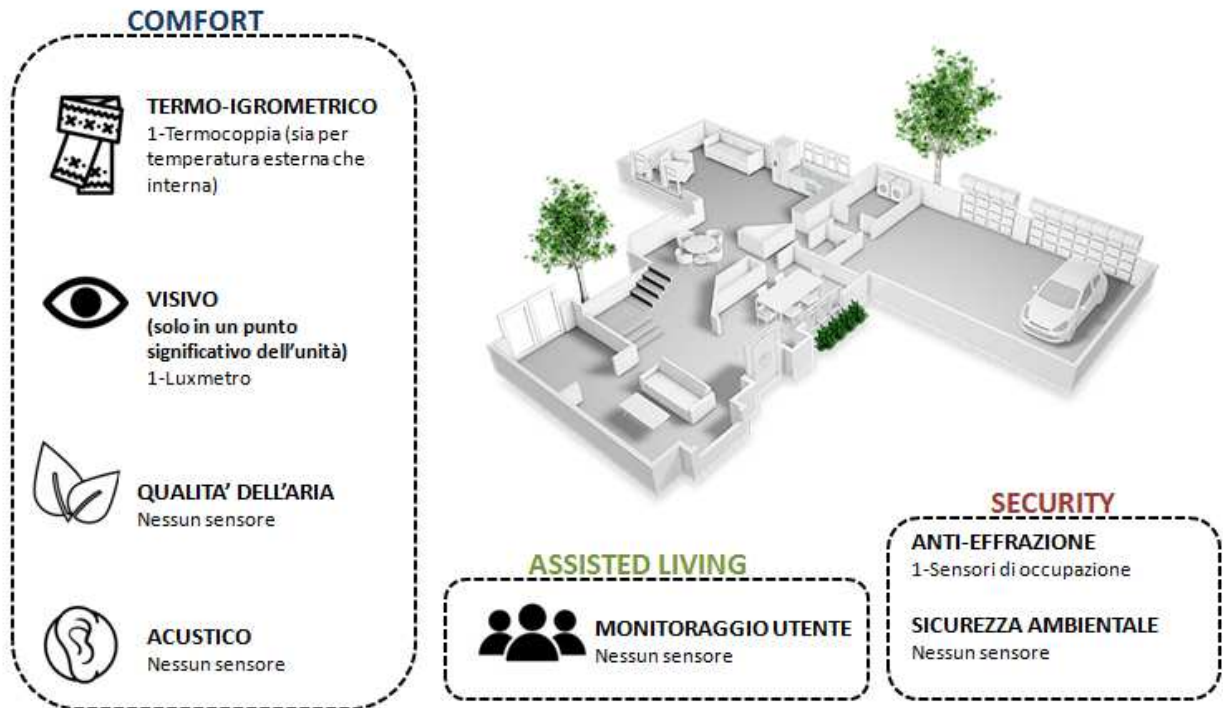 COMFORT
TERMO-IGROMETRICO
1-Termocoppia (sia per
temperatura esterna che
interna)
VISIVO
(solo in un punto
significativo dell'unità)
1-Luxmetro
QUALITA' DELL'ARIA
Nessun sensore
ACUSTICO
Nessun sensore
ASSISTED LIVING
MONITORAGGIO UTENTE
Nessun sensore
SECURITY
ANTI-EFFRAZIONE
1-Sensori di occupazione
SICUREZZA AMBIENTALE
Nessun sensore